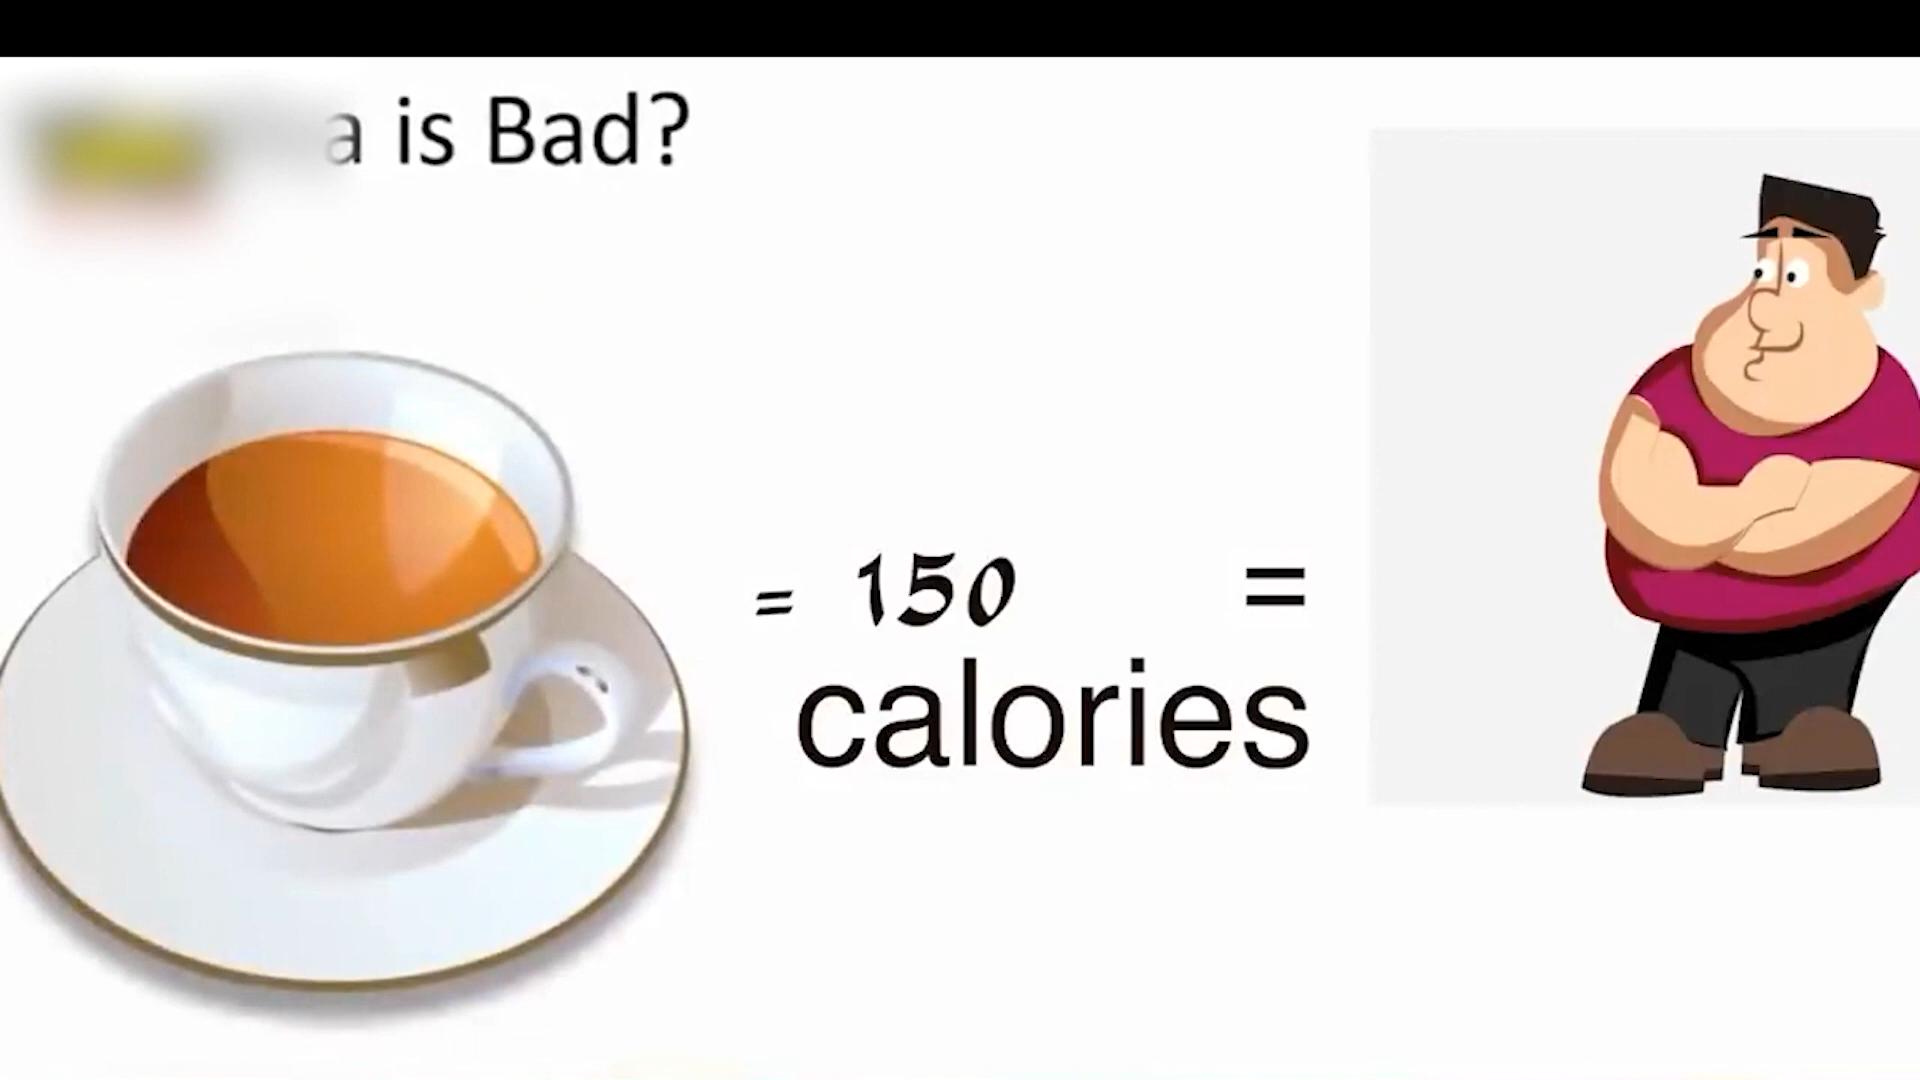 is Bad?
= 150 =
calories